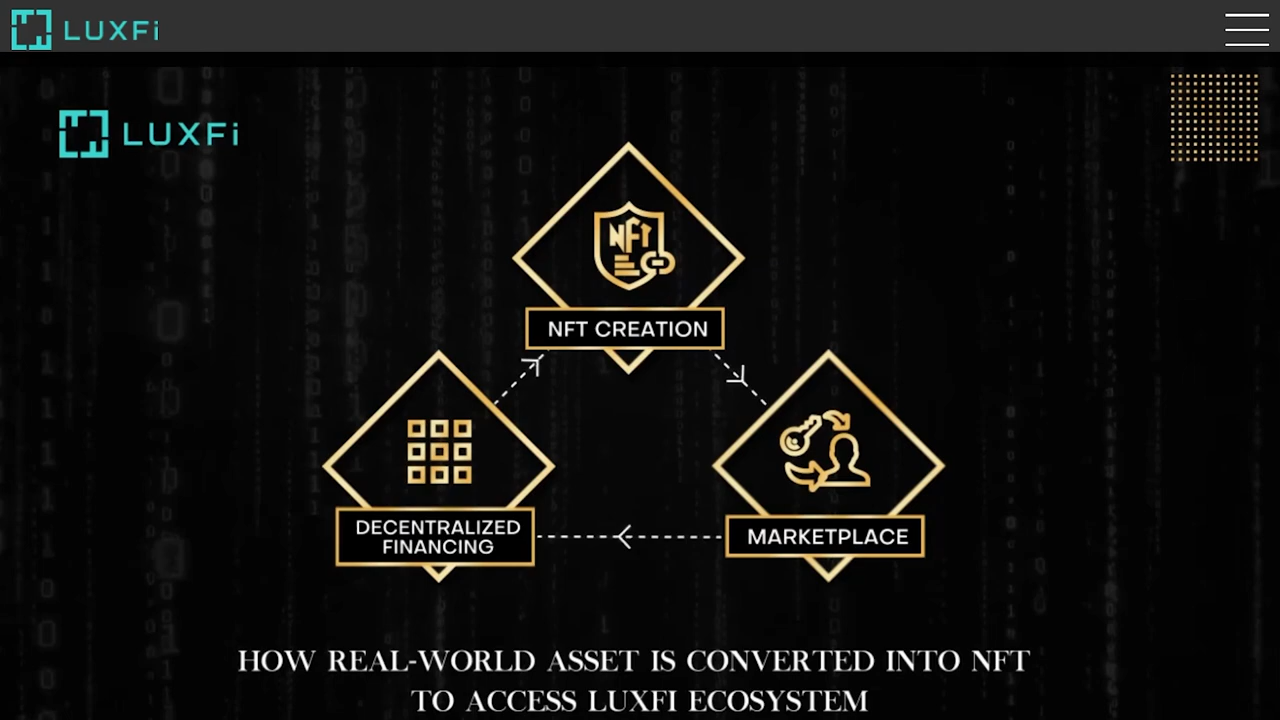 LUXFi
LUXFi
NFT
NFT CREATION
DECENTRALIZED
FINANCING
MARKETPLACE
HOW REAL-WORLD ASSET IS CONVERTED INTO NFT
TO ACCESS LUXFI ECOSYSTEM